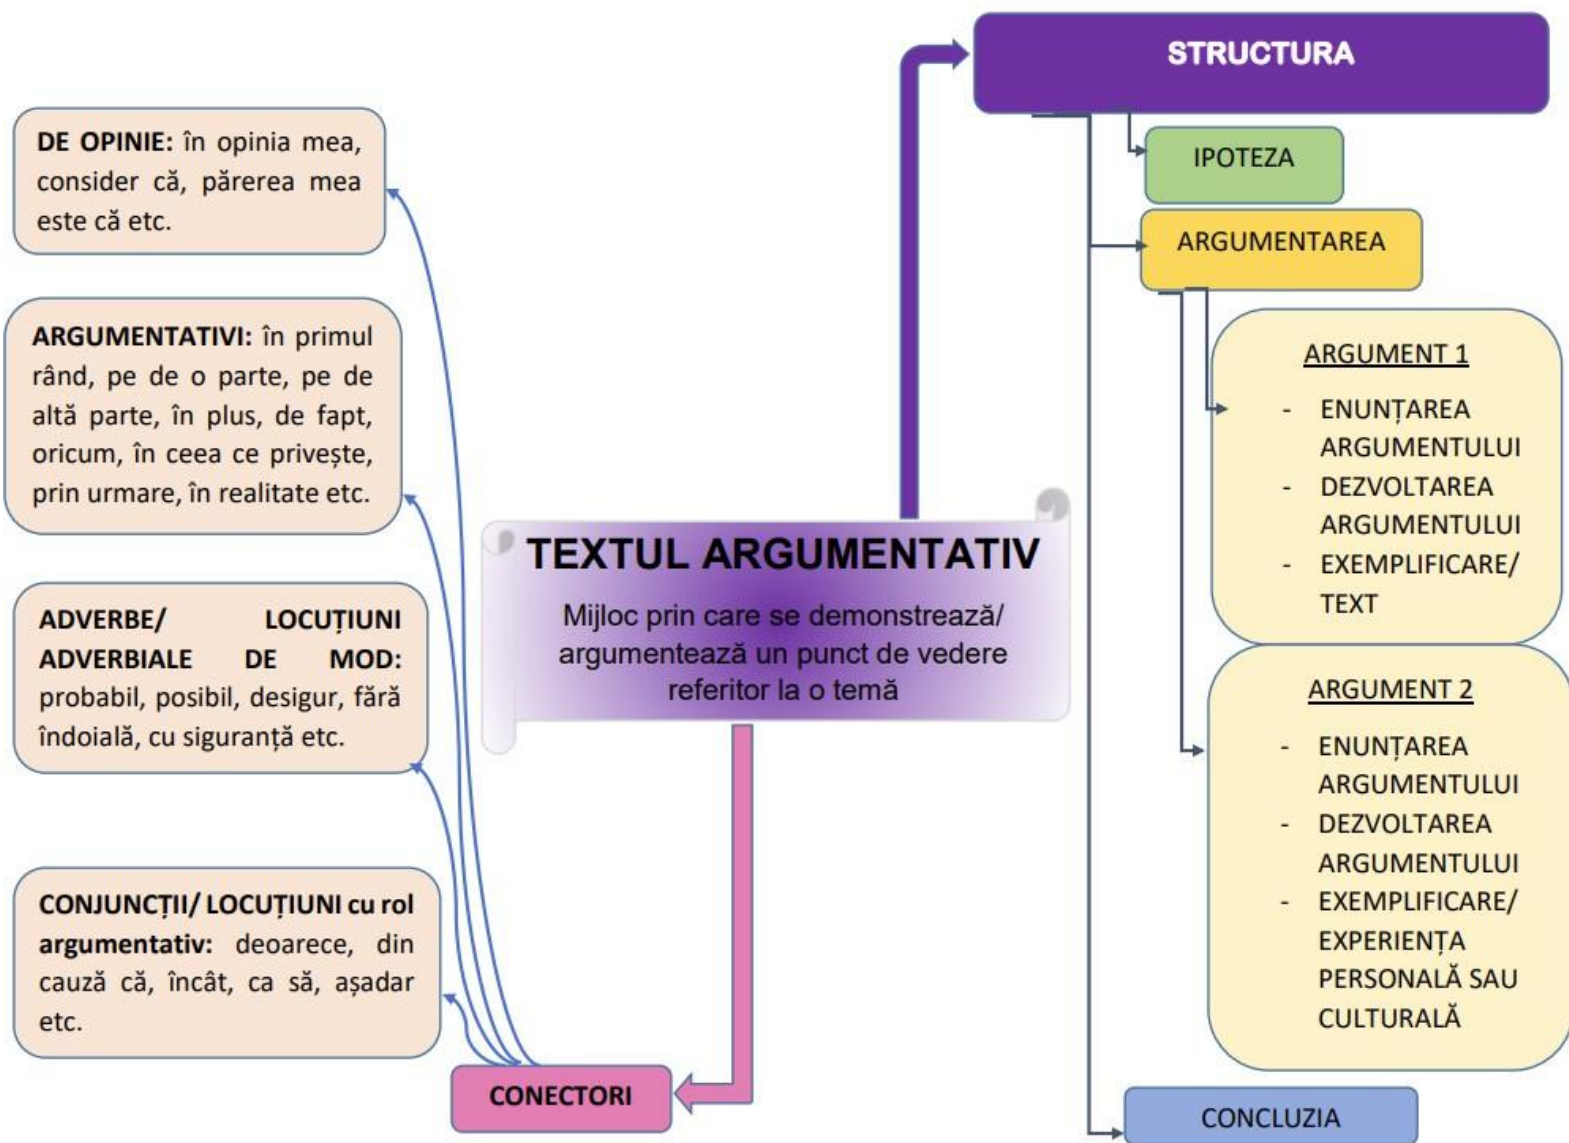 STRUCTURA
IPOTEZA
ARGUMENTAREA
ARGUMENT 1
- ENUNȚAREA
ARGUMENTULUI
- DEZVOLTAREA
ARGUMENTULUI
- EXEMPLIFICARE/
TEXT
ARGUMENT 2
- ENUNȚAREA
ARGUMENTULUI
- DEZVOLTAREA
ARGUMENTULUI
- EXEMPLIFICARE/
EXPERIENȚA
PERSONALĂ SAU
CULTURALĂ
CONCLUZIA
TEXTUL ARGUMENTATIV
Mijloc prin care se demonstrează/
argumentează un punct de vedere
referitor la o temă
DE OPINIE: în opinia mea,
consider că, părerea mea
este că etc.
ARGUMENTATIVI: în primul
rând, pe de o parte, pe de
altă parte, în plus, de fapt,
oricum, în ceea ce privește,
prin urmare, în realitate etc.
ADVERBE/ LOCUȚIUNI
ADVERBIALE DE MOD:
probabil, posibil, desigur, fără
îndoială, cu siguranță etc.
CONJUNCȚII/ LOCUȚIUNI cu rol
argumentativ: deoarece, din
cauză că, încât, ca să, așadar
etc.
CONECTORI